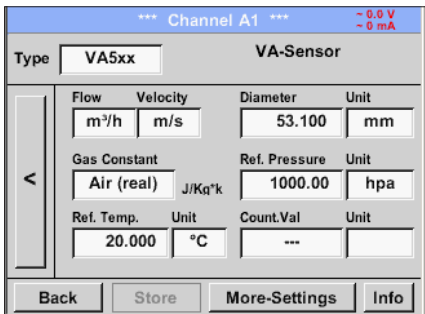 *** Channel A1 ***
~ 0.0 V
~ 0 mA
Type VA5xx VA-Sensor
Flow Velocity Diameter Unit
m³/h m/s 53.100 mm
Gas Constant Ref. Pressure Unit
< Air (real) J/Kg*k 1000.00 hpa
Ref. Temp. Unit Count.Val Unit
20.000 °C ---
Back Store More-Settings Info